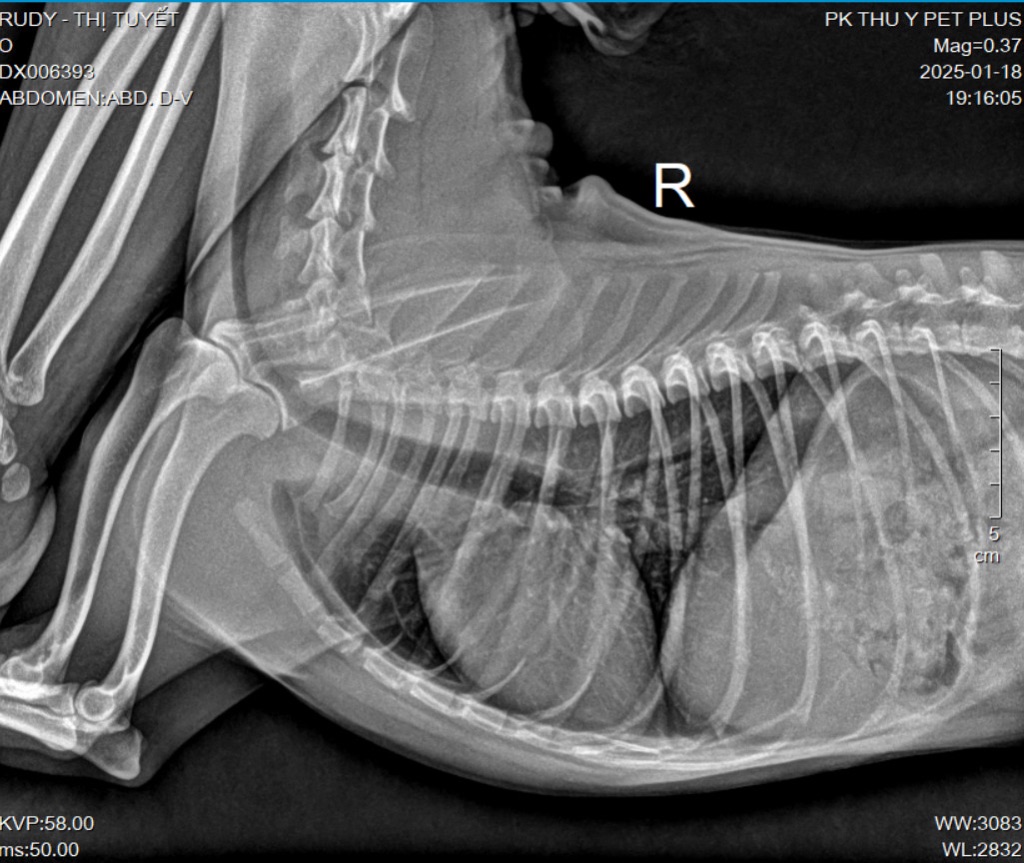 RUDY - THỊ TUYẾT
O
DX006393
ABDOMEN:ABD. D-V
PK THU Y PET PLUS
Mag=0.37
2025-01-18
19:16:05
R
5
cm
KVP:58.00
ms:50.00
WW:3083
WL:2832